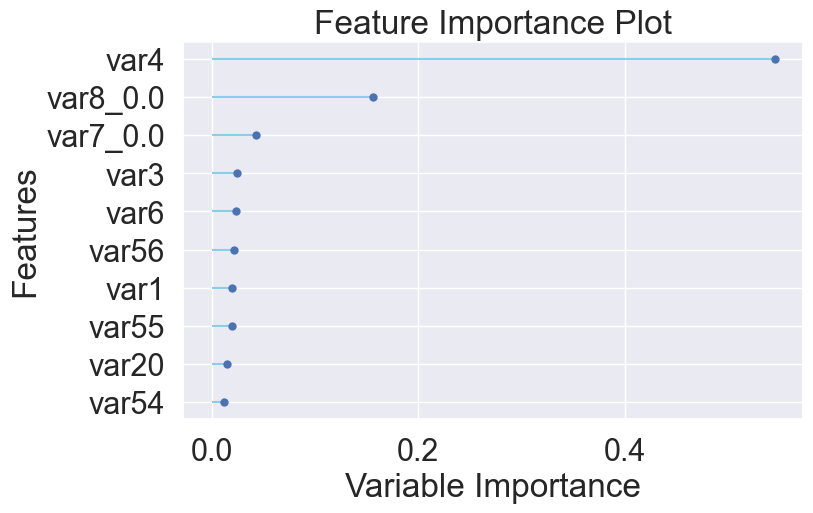 Feature Importance Plot
var4
var8_0.0
var7_0.0
var3
var6
var56
var1
var55
var20
var54
Features
0.0 0.2 0.4
Variable Importance